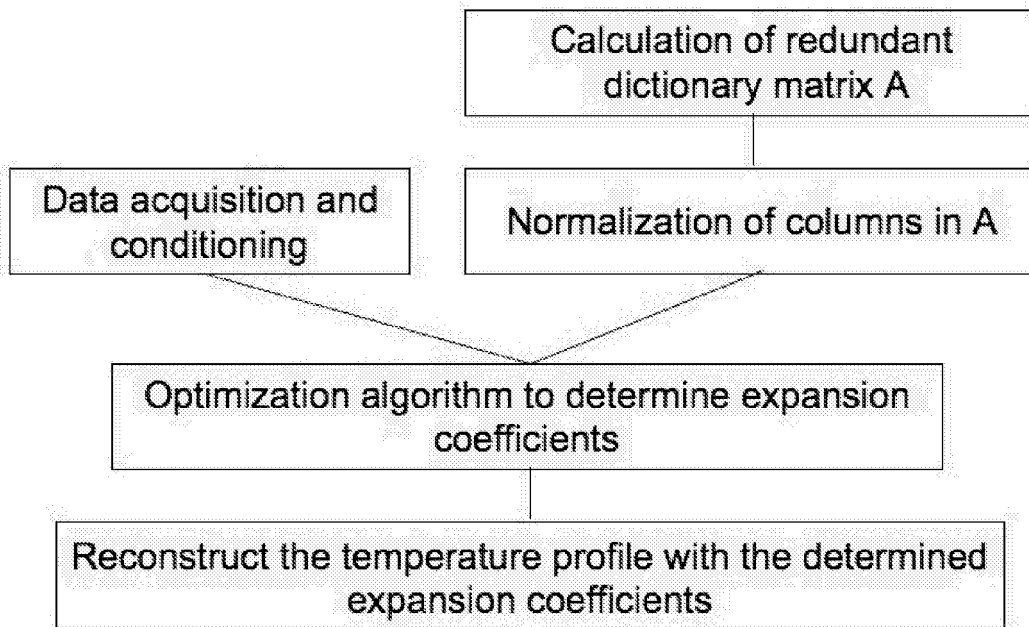 Calculation of redundant
dictionary matrix A
Data acquisition and
conditioning
Normalization of columns in A
Optimization algorithm to determine expansion
coefficients
Reconstruct the temperature profile with the determined
expansion coefficients